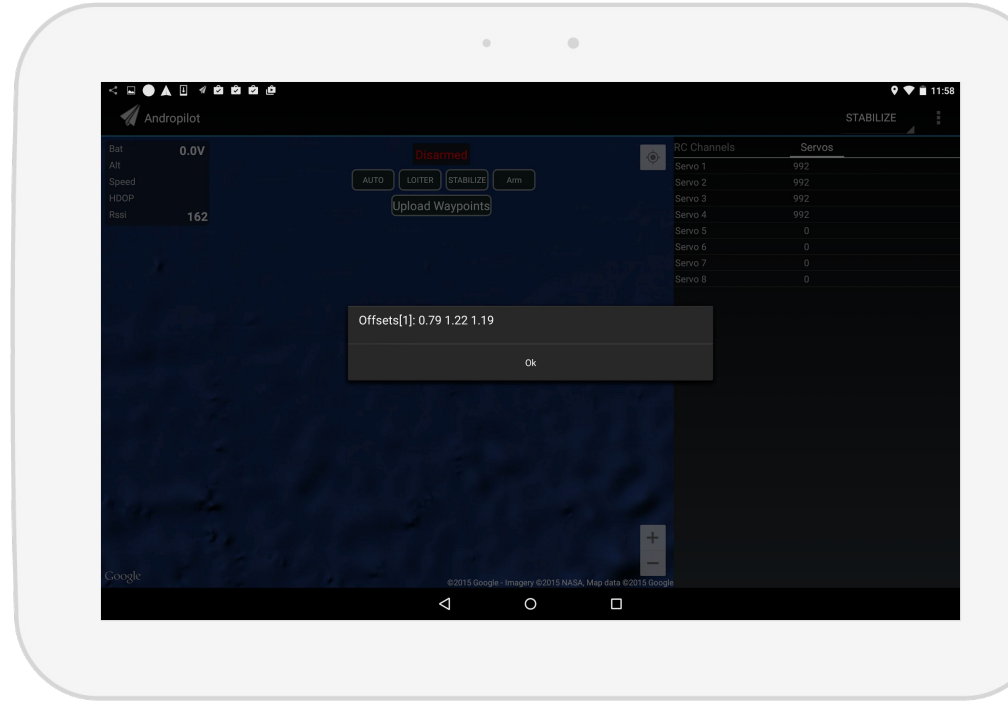 11:58
Andropilot
STABILIZE
Bat 0.0V
Alt
Speed
HDOP
Rssi 162
Disarmed
AUTO LOITER STABILIZE Arm
Upload Waypoints
RC Channels Servos
Servo 1 992
Servo 2 992
Servo 3 992
Servo 4 992
Servo 5 0
Servo 6 0
Servo 7 0
Servo 8 0
Offsets[1]: 0.79 1.22 1.19
Ok
Google
©2015 Google - Imagery ©2015 NASA, Map data ©2015 Google